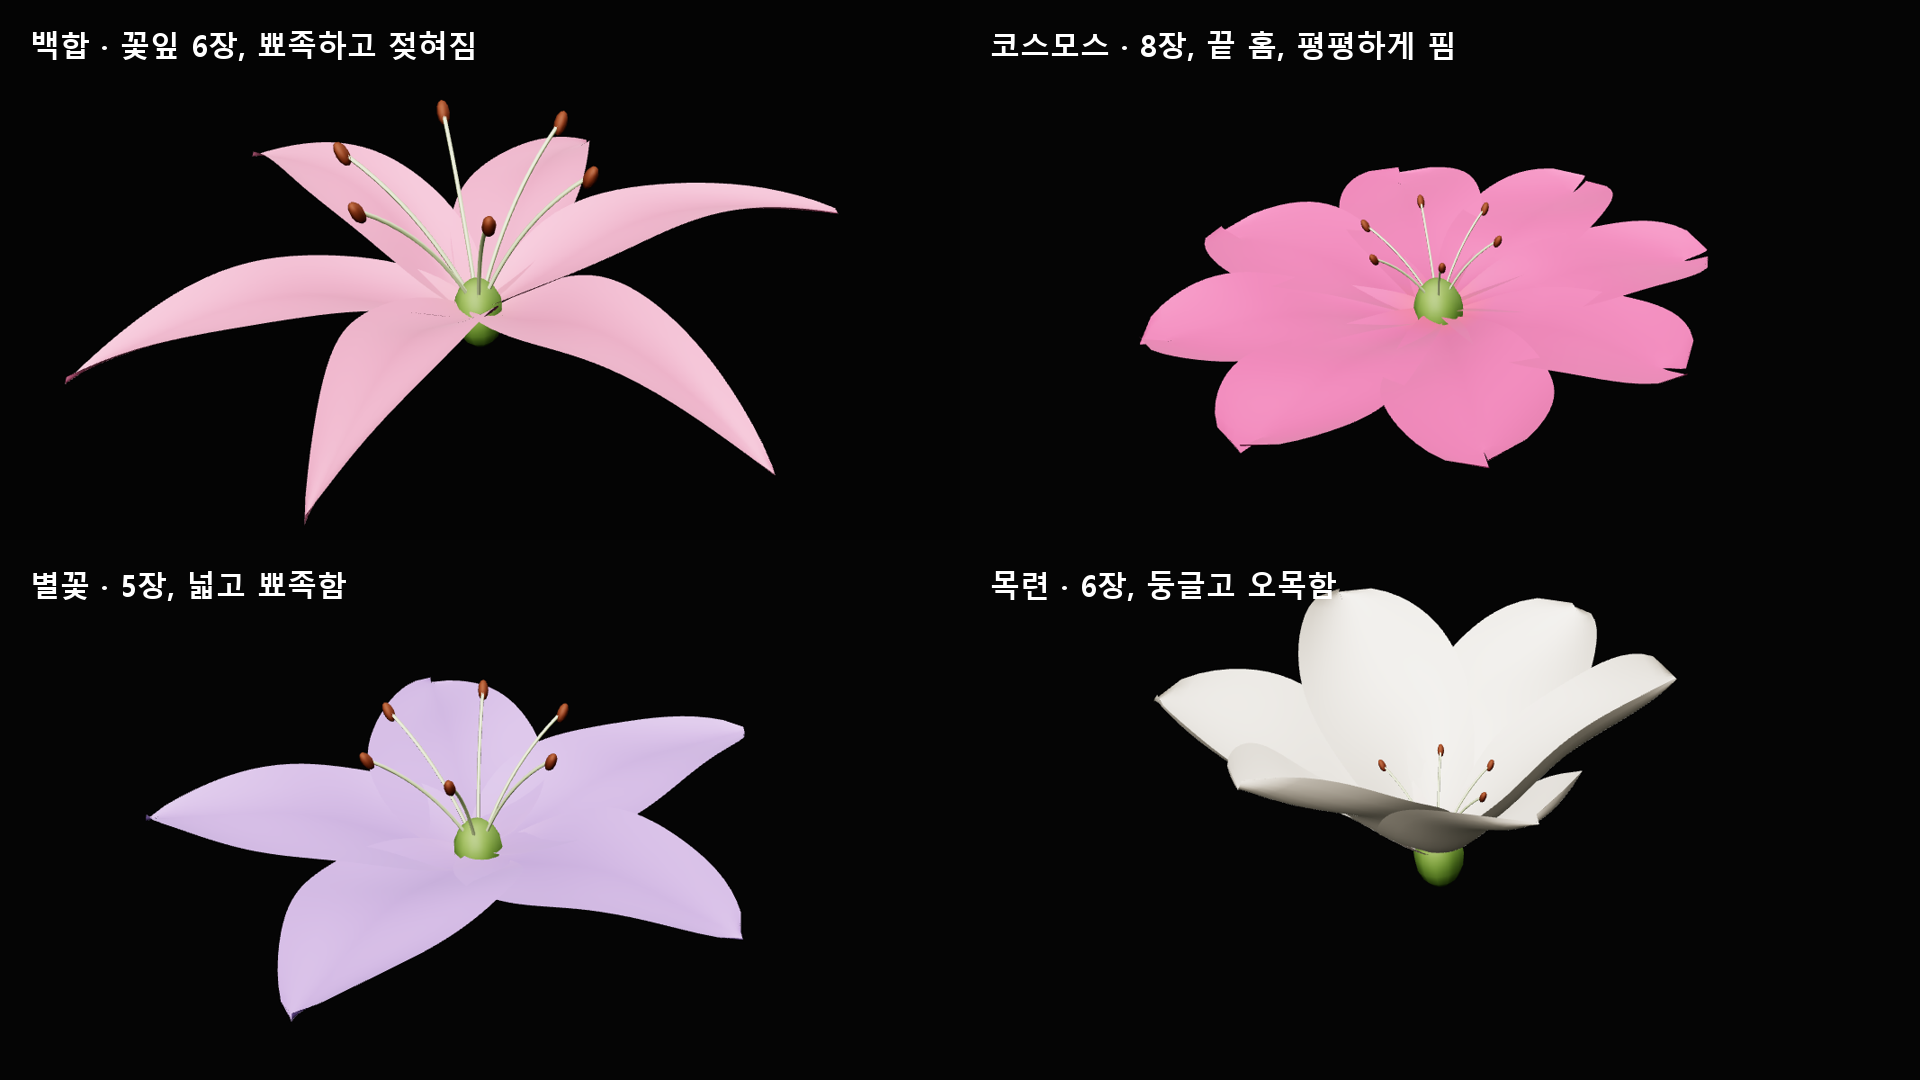 백합 · 꽃잎 6장, 뾰족하고 젖혀짐
코스모스 · 8장, 끝 홈, 평평하게 핌
별꽃 · 5장, 넓고 뾰족함
목련 · 6장, 둥글고 오목함